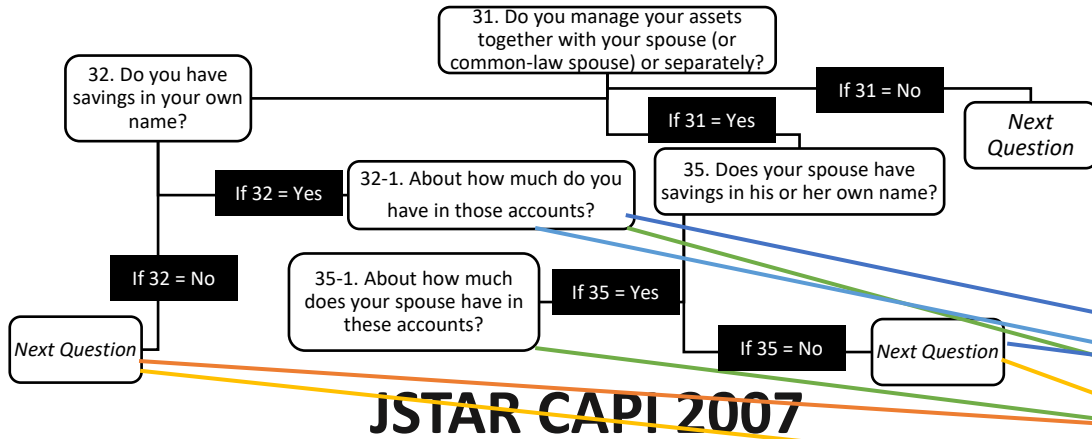 31. Do you manage your assets
together with your spouse (or
common-law spouse) or separately?
32. Do you have
savings in your own
name?
If 31 = No
If 31 = Yes
Next
Question
If 32 = Yes
32-1. About how much do you
have in those accounts?
35. Does your spouse have
savings in his or her own name?
If 32 = No
35-1. About how much
does your spouse have in
these accounts?
If 35 = Yes
Next Question
If 35 = No
Next Question
JSTAR CAPI 2007